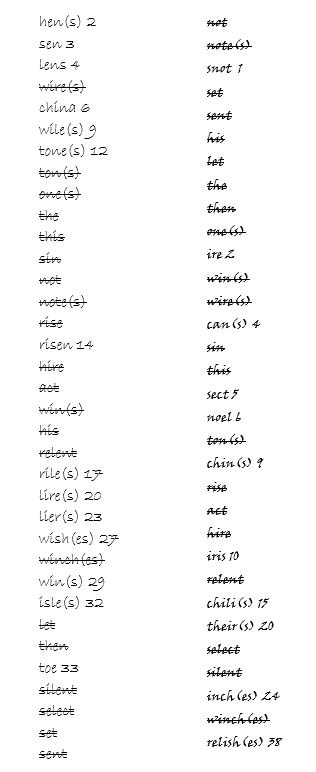 hen(s) 2
sen 3
lens 4
wire(s)
china 6
wile(s) 9
tone(s) 12
ton(s)
one(s)
the
this
sin
not
note(s)
rise
risen 14
hire
act
win(s)
his
relent
rile(s) 17
lire(s) 20
lier(s) 23
wish(es) 27
winch(es)
win(s) 29
isle(s) 32
let
then
toe 33
silent
select
set
sent
not
note(s)
snot 1
set
sent
his
let
the
then
one(s)
ire 2
win(s)
wire(s)
can(s) 4
sin
this
sect 5
noel 6
ton(s)
chin(s) 9
rise
act
hire
iris 10
relent
chili(s) 15
their(s) 20
select
silent
inch(es) 24
winch(es)
relish(es) 38